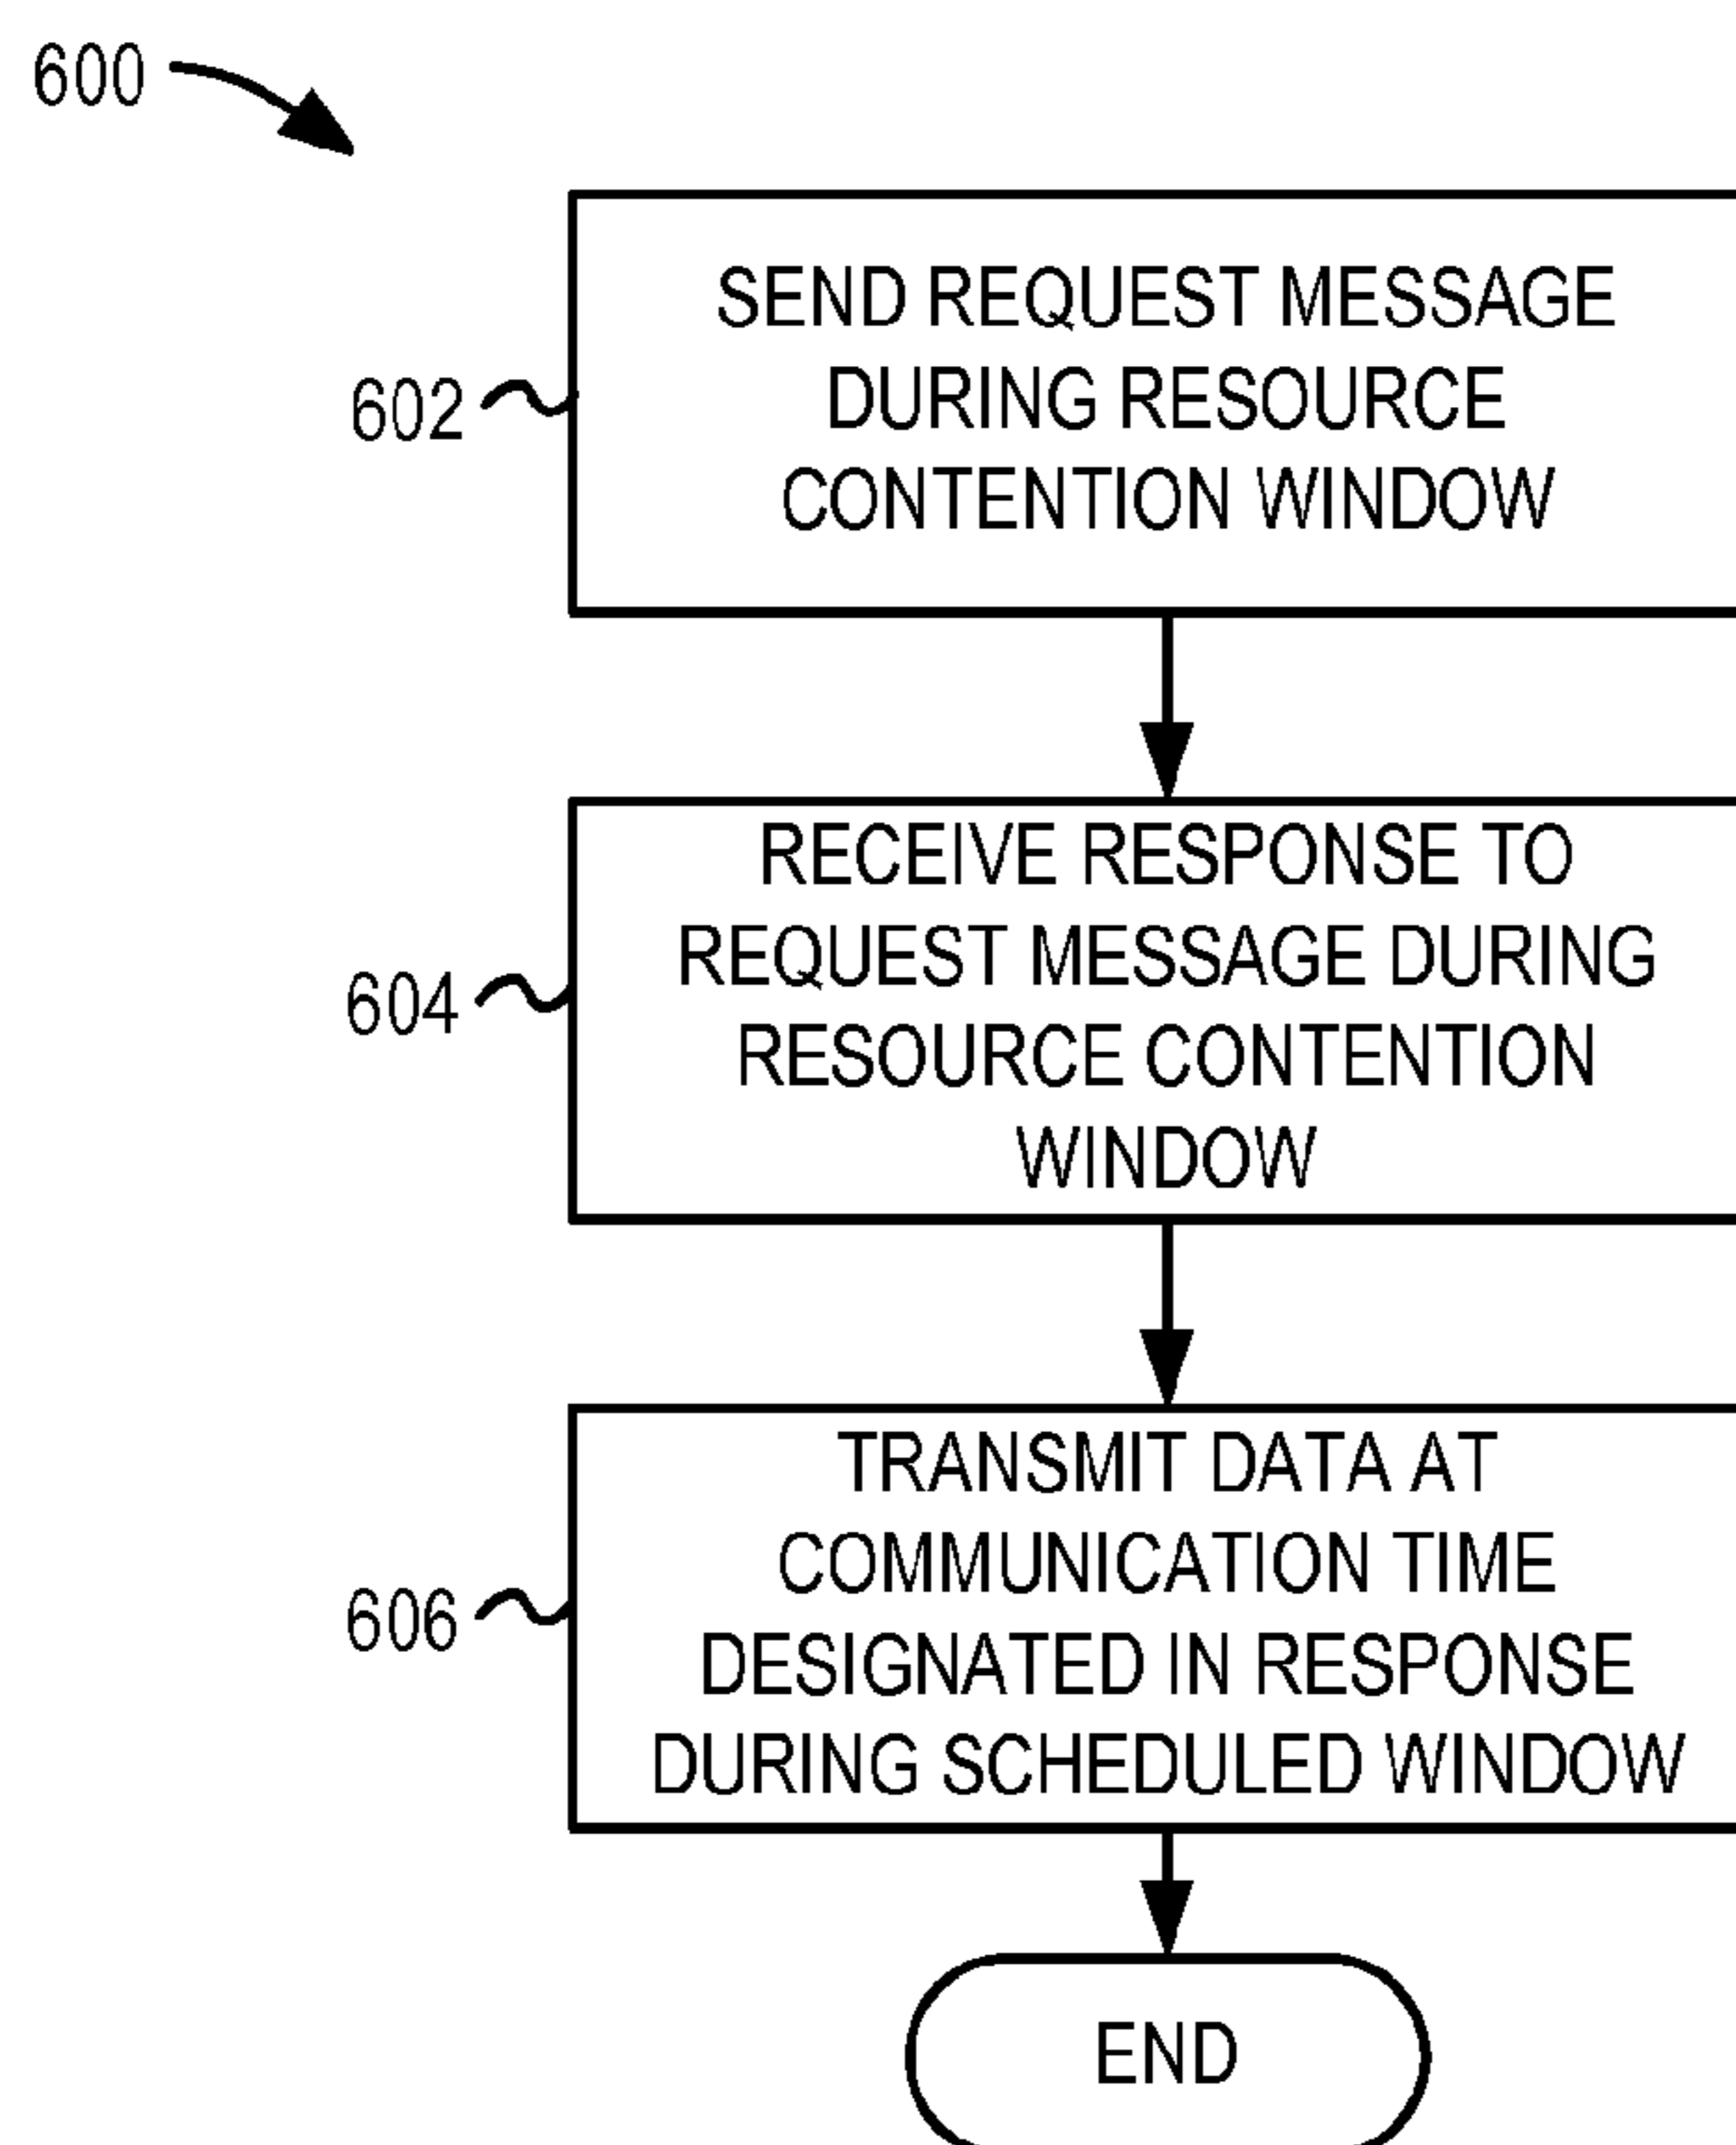 600
SEND REQUEST MESSAGE
DURING RESOURCE
CONTENTION WINDOW
602
RECEIVE RESPONSE TO
REQUEST MESSAGE DURING
RESOURCE CONTENTION
WINDOW
604
TRANSMIT DATA AT
COMMUNICATION TIME
DESIGNATED IN RESPONSE
DURING SCHEDULED WINDOW
606
END